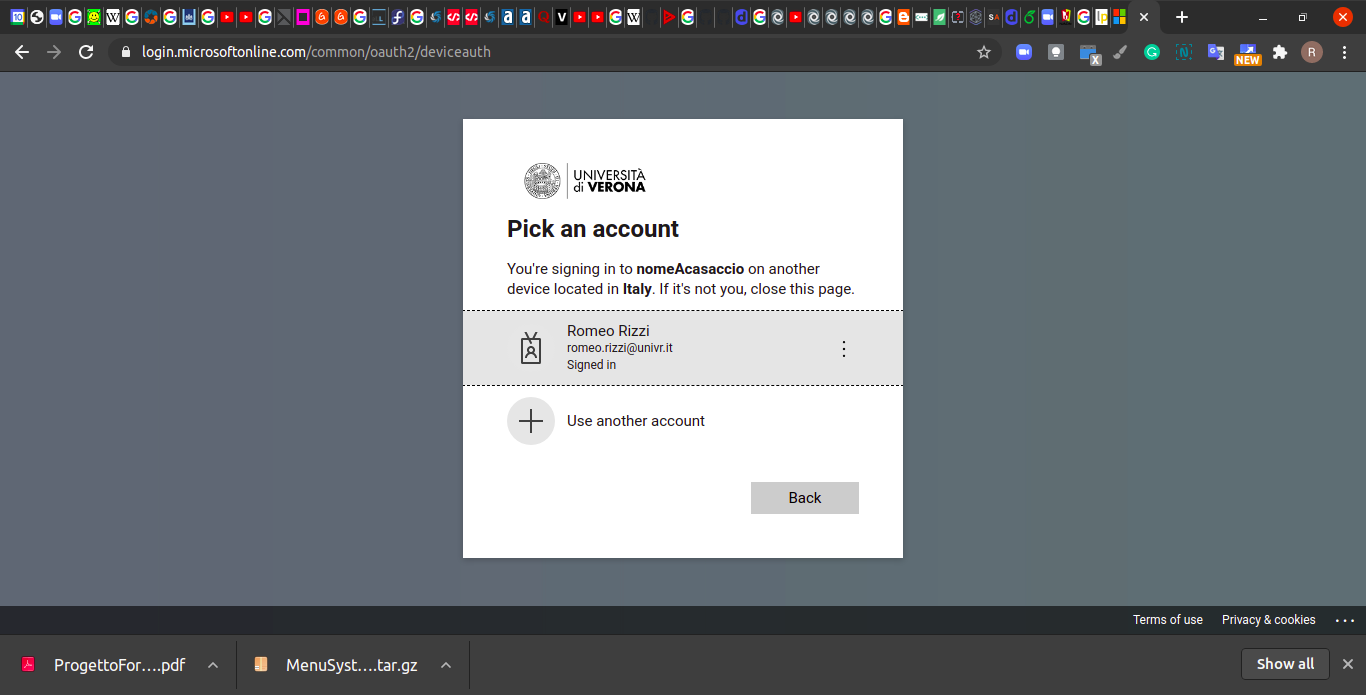 login.microsoftonline.com/common/oauth2/deviceauth
NEW
R
UNIVERSITÀ
di VERONA
Pick an account
You're signing in to nomeAcasaccio on another
device located in Italy. If it's not you, close this page.
Romeo Rizzi
romeo.rizzi@univr.it
Signed in
Use another account
Back
Terms of use Privacy & cookies
ProgettoFor....pdf
MenuSyst....tar.gz
Show all